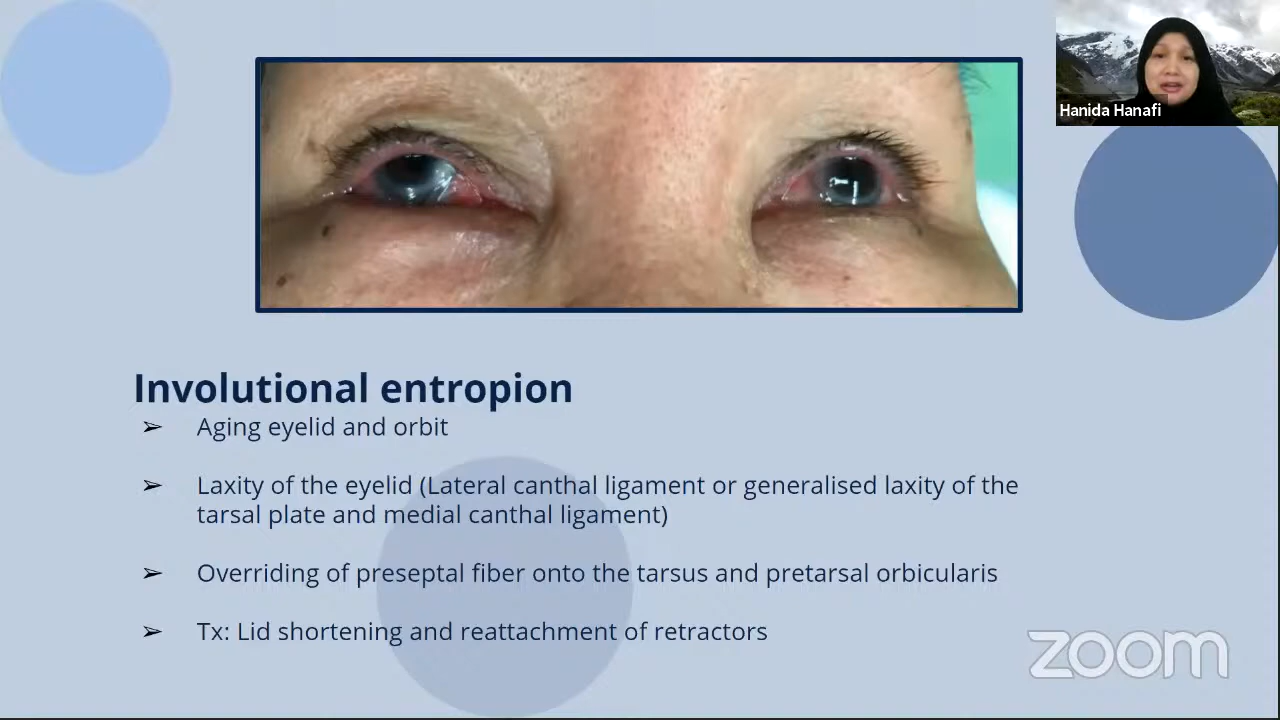 Hanida Hanafi
Involutional entropion
➢ Aging eyelid and orbit
➢ Laxity of the eyelid (Lateral canthal ligament or generalised laxity of the
tarsal plate and medial canthal ligament)
➢ Overriding of preseptal fiber onto the tarsus and pretarsal orbicularis
➢ Tx: Lid shortening and reattachment of retractors
zoom